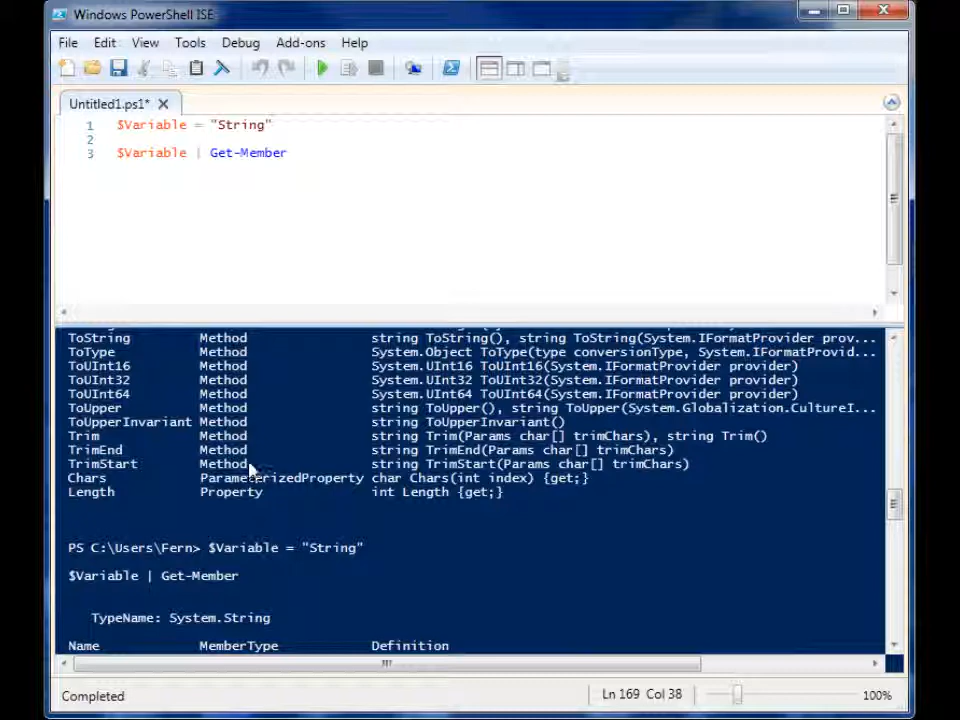 Windows PowerShell ISE
File Edit View Tools Debug Add-ons Help
Untitled1.ps1*
1 $Variable = "String"
2
3 $Variable | Get-Member
ToString Method string ToString(), string ToString(System.IFormatProvider prov...
ToType Method System.Object ToType(type conversionType, System.IFormatProvid...
ToUInt16 Method System.UInt16 ToUInt16(System.IFormatProvider provider)
ToUInt32 Method System.UInt32 ToUInt32(System.IFormatProvider provider)
ToUInt64 Method System.UInt64 ToUInt64(System.IFormatProvider provider)
ToUpper Method string ToUpper(), string ToUpper(System.Globalization.CultureI...
ToUpperInvariant Method string ToUpperInvariant()
Trim Method string Trim(Params char[] trimChars), string Trim()
TrimEnd Method string TrimEnd(Params char[] trimChars)
TrimStart Method string TrimStart(Params char[] trimChars)
Chars ParameterizedProperty char Chars(int index) {get;}
Length Property int Length {get;}
PS C:\Users\Fern> $Variable = "String"
$Variable | Get-Member
TypeName: System.String
Name MemberType Definition
Completed Ln 169 Col 38 100%